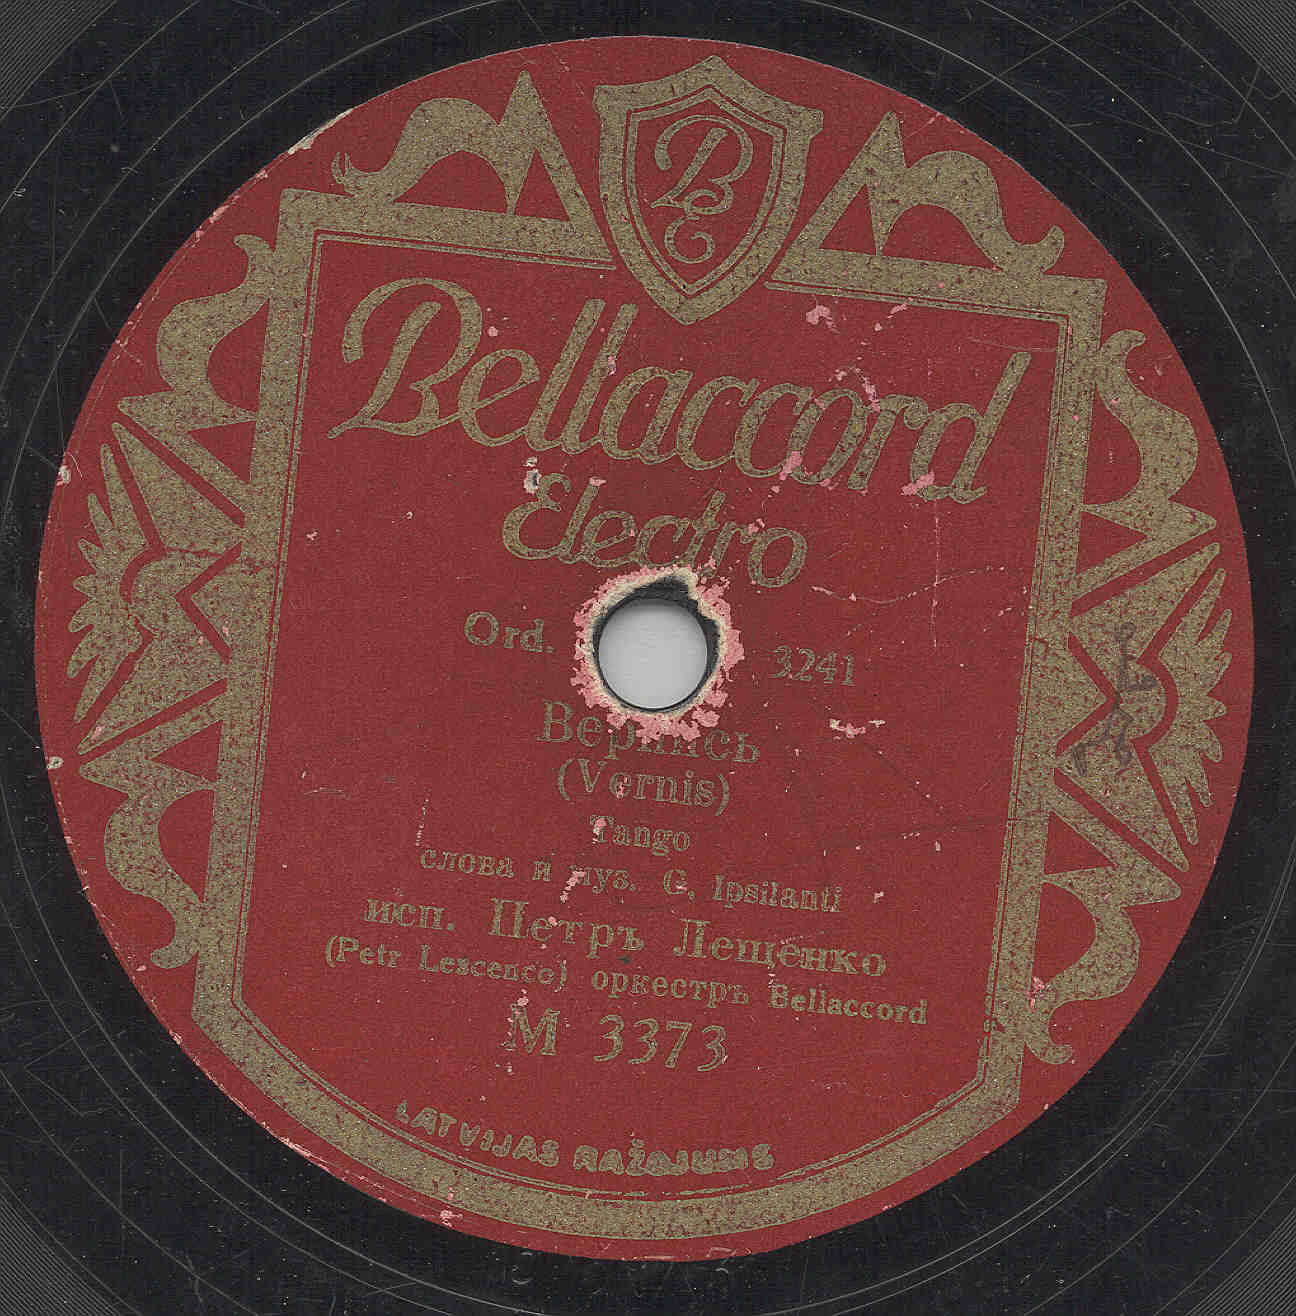 BE
Bellaccord
Electro
Ord. 3241
Вернись
(Vernis)
Tango
слова и муз. G. Ipsilanti
исп. Петръ Лещенко
(Petr Lescenco) оркестръ Bellaccord
M 3373
LATVIJAS RAŽOJUMS